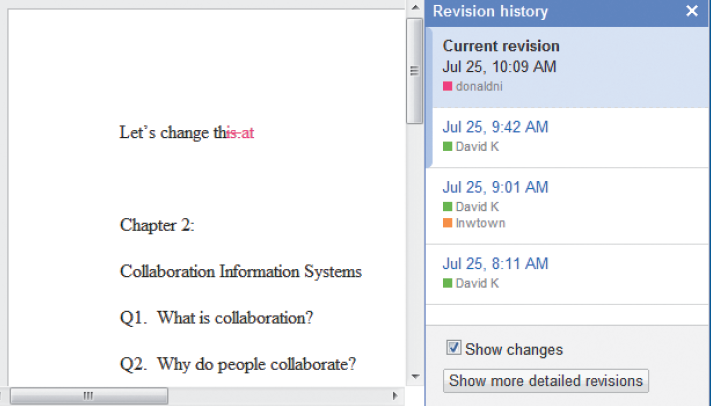 Let's change this.at
Chapter 2:
Collaboration Information Systems
Q1. What is collaboration?
Q2. Why do people collaborate?
Revision history
Current revision
Jul 25, 10:09 AM
donaldni
Jul 25, 9:42 AM
David K
Jul 25, 9:01 AM
David K
lnwtown
Jul 25, 8:11 AM
David K
Show changes
Show more detailed revisions